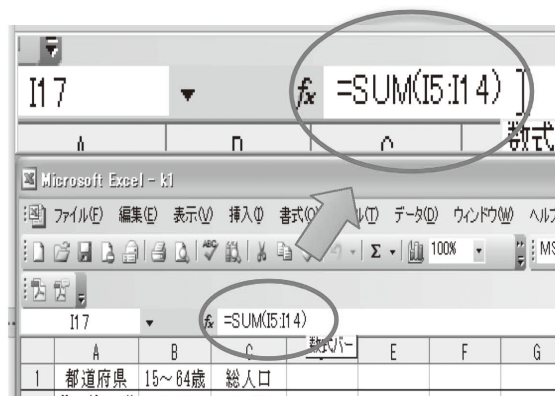 I17 fx =SUM(I5:I14)
数式
Microsoft Excel - k1
ファイル(F) 編集(E) 表示(V) 挿入(I) 書式(O) (T) データ(D) ウィンドウ(W) ヘルプ
Σ 100% MS
I17 fx =SUM(I5:I14)
数式バー
A B E F G
1 都道府県 15～64歳 総人口